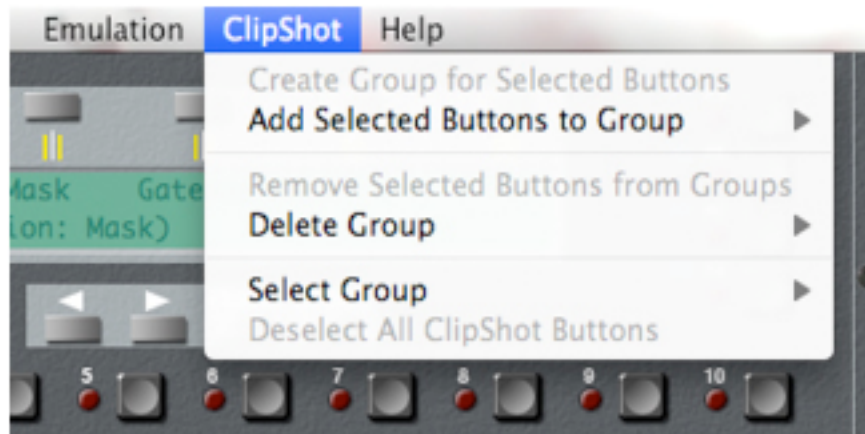 Emulation ClipShot Help
Create Group for Selected Buttons
Add Selected Buttons to Group
Mask Gate
Remove Selected Buttons from Groups
ion: Mask)
Delete Group
Select Group
Deselect All ClipShot Buttons
5 6 7 8 9 10